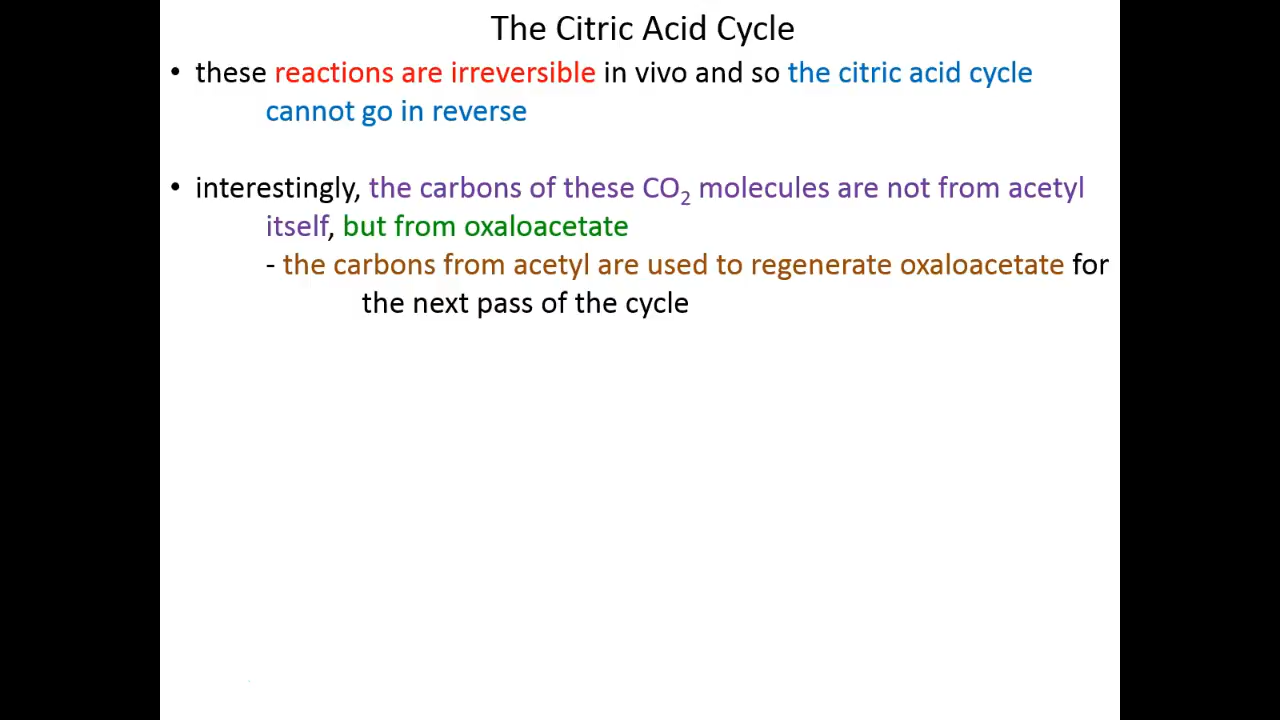 The Citric Acid Cycle
• these reactions are irreversible in vivo and so the citric acid cycle
cannot go in reverse
• interestingly, the carbons of these CO₂ molecules are not from acetyl
itself, but from oxaloacetate
- the carbons from acetyl are used to regenerate oxaloacetate for
the next pass of the cycle